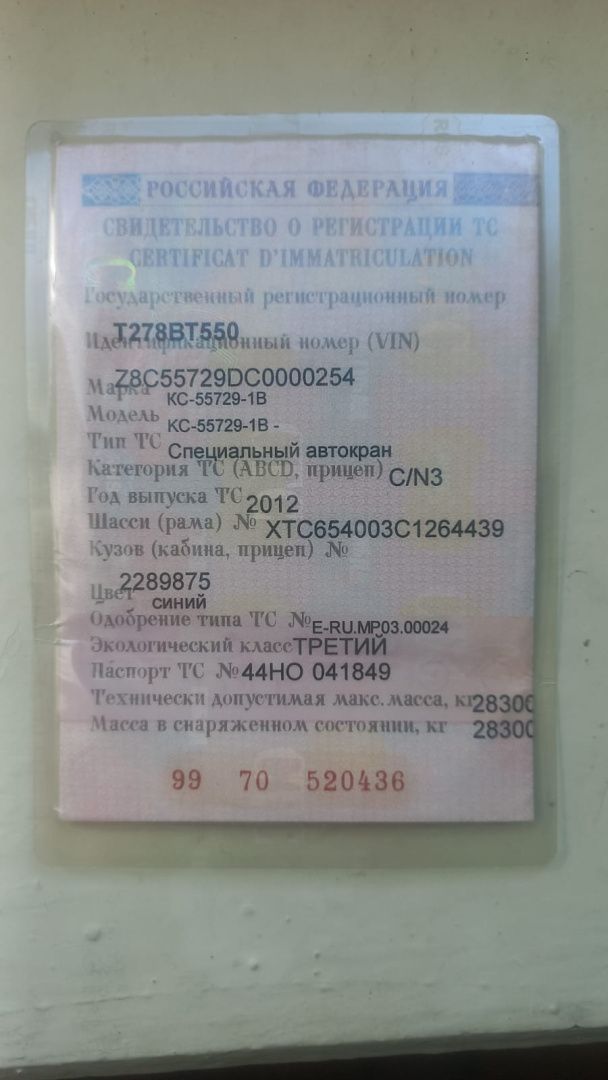 РОССИЙСКАЯ ФЕДЕРАЦИЯ
СВИДЕТЕЛЬСТВО О РЕГИСТРАЦИИ ТС
CERTIFICAT D'IMMATRICULATION
Государственный регистрационный номер
Т278ВТ550
Идентификационный номер (VIN)
Z8C55729DC0000254
Марка КС-55729-1В
Модель КС-55729-1В -
Тип ТС Специальный автокран
Категория ТС (ABCD, прицеп) C/N3
Год выпуска ТС 2012
Шасси (рама) № XTC654003C1264439
Кузов (кабина, прицеп) №
2289875
Цвет синий
Одобрение типа ТС № E-RU.MP03.00024
Экологический класс ТРЕТИЙ
Паспорт ТС № 44НО 041849
Технически допустимая макс. масса, кг 28300
Масса в снаряженном состоянии, кг 28300
99 70 520436